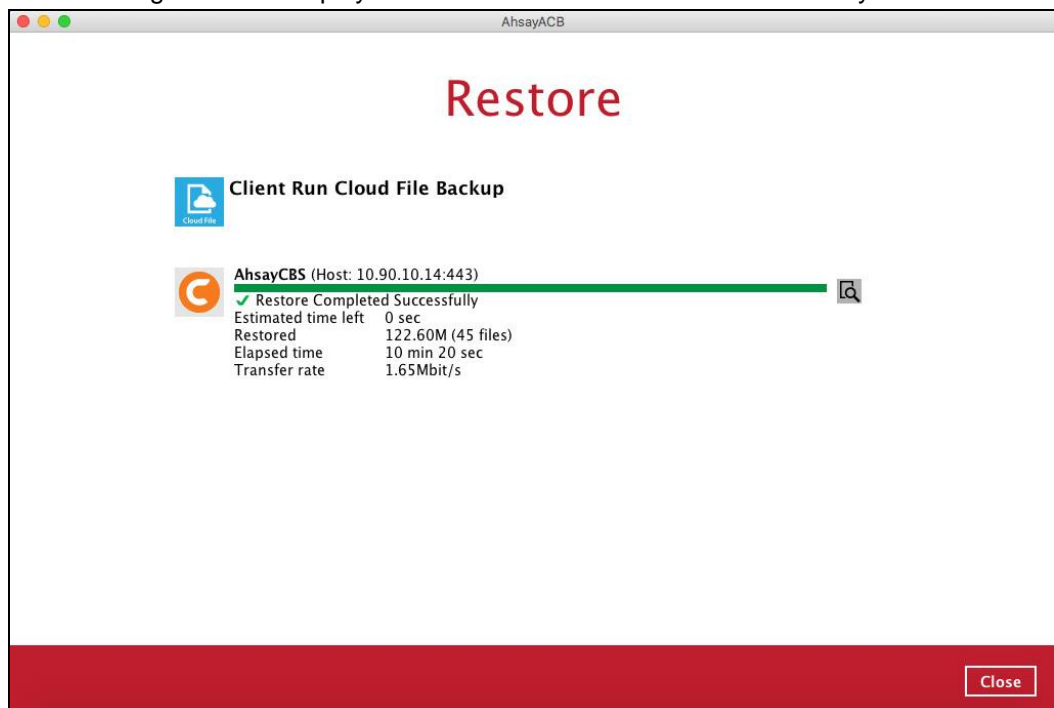 AhsayACB
Restore
Client Run Cloud File Backup
Cloud File
AhsayCBS (Host: 10.90.10.14:443)
Restore Completed Successfully
Estimated time left 0 sec
Restored 122.60M (45 files)
Elapsed time 10 min 20 sec
Transfer rate 1.65Mbit/s
Close